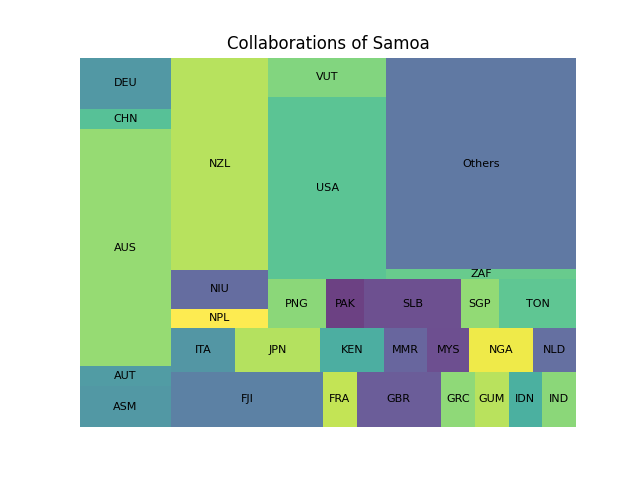 Collaborations of Samoa
DEU
CHN
AUS
AUT
ASM
NZL
NIU
NPL
VUT
USA
Others
ZAF
PNG
PAK
SLB
SGP
TON
ITA
JPN
KEN
MMR
MYS
NGA
NLD
FJI
FRA
GBR
GRC
GUM
IDN
IND